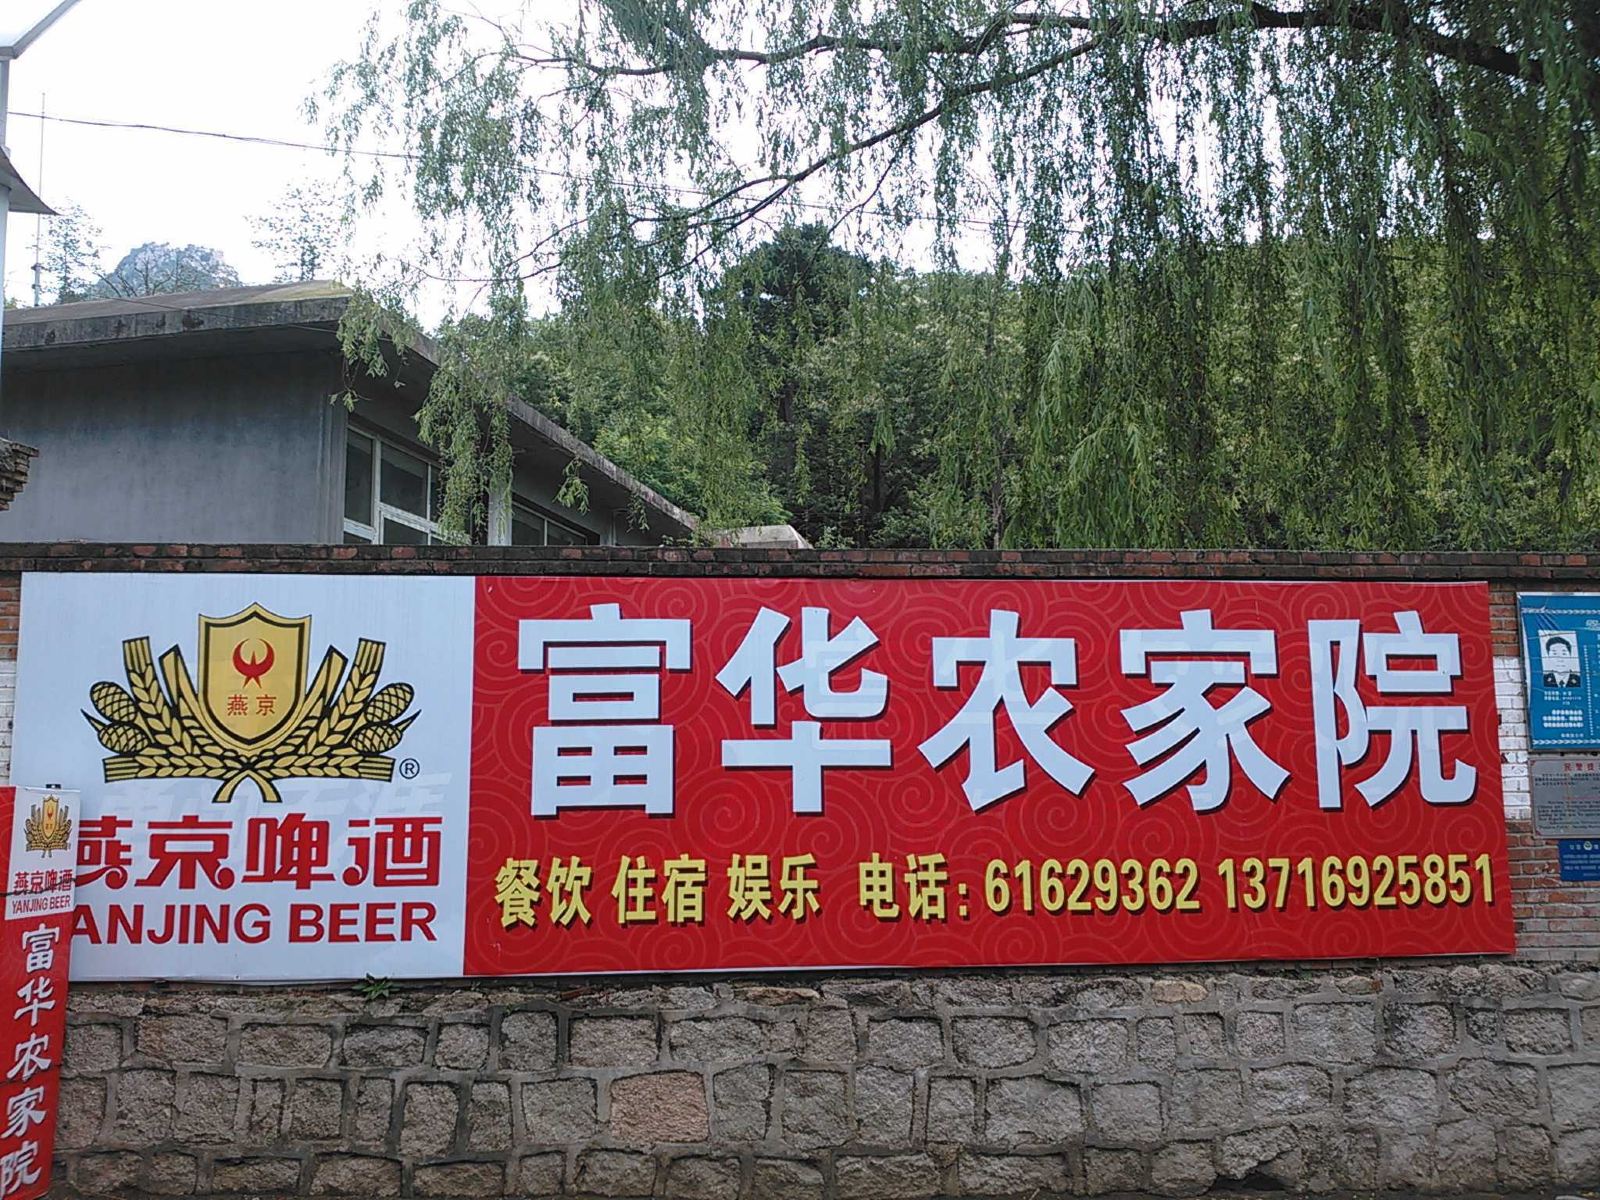 燕京
®
燕京啤酒
YANJING BEER
富华农家院
餐饮 住宿 娱乐 电话:61629362 13716925851
燕京啤酒
YANJING BEER
富华农家院